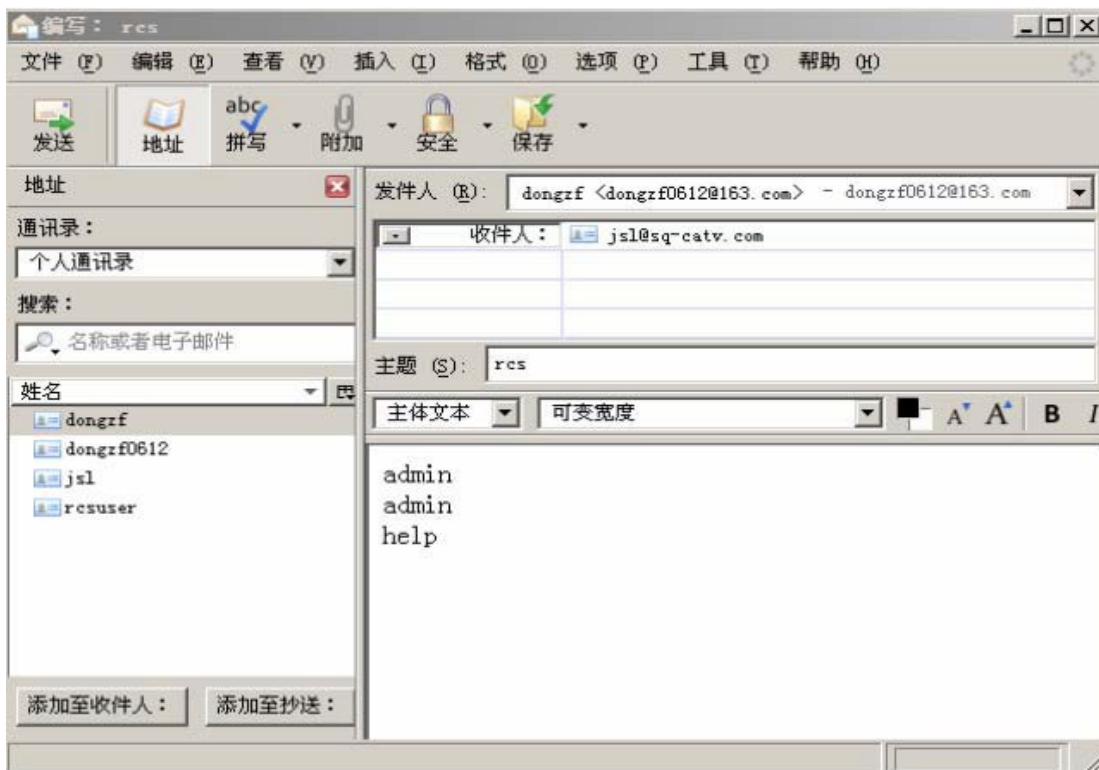 编写： rcs
文件 (F) 编辑 (E) 查看 (V) 插入 (I) 格式 (O) 选项 (P) 工具 (T) 帮助 (H)
发送 地址 abc 拼写 附加 安全 保存
地址
通讯录：
个人通讯录
搜索：
名称或者电子邮件
姓名
dongzf
dongzf0612
jsl
rcsuser
添加至收件人： 添加至抄送：
发件人 (R): dongzf <dongzf0612@163.com> - dongzf0612@163.com
收件人： jsl@sq-catv.com
主题 (S): rcs
主体文本 可变宽度 A A B I
admin
admin
help